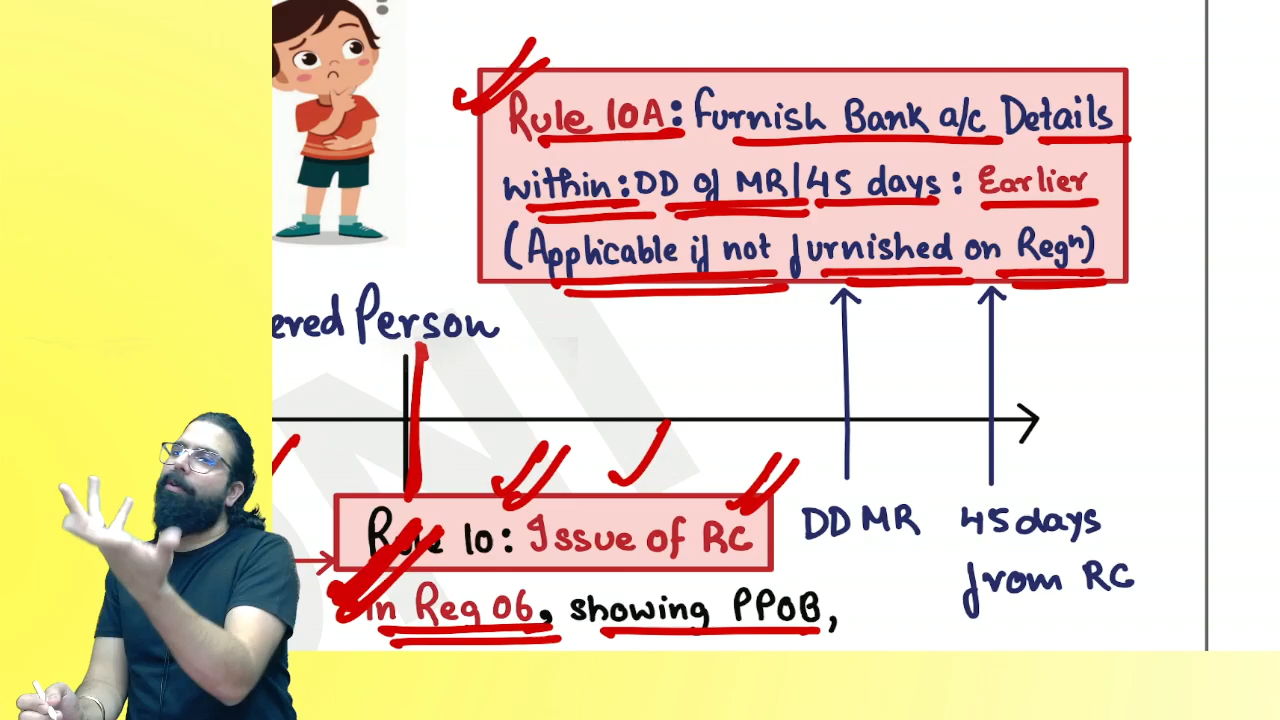 Rule 10A: Furnish Bank a/c Details
within: DD of MR/45 days: Earlier
(Applicable if not furnished on Regⁿ)
ered Person
Rule 10: Issue of RC
in Reg 06, showing PPOB,
DD MR
45 days
from RC